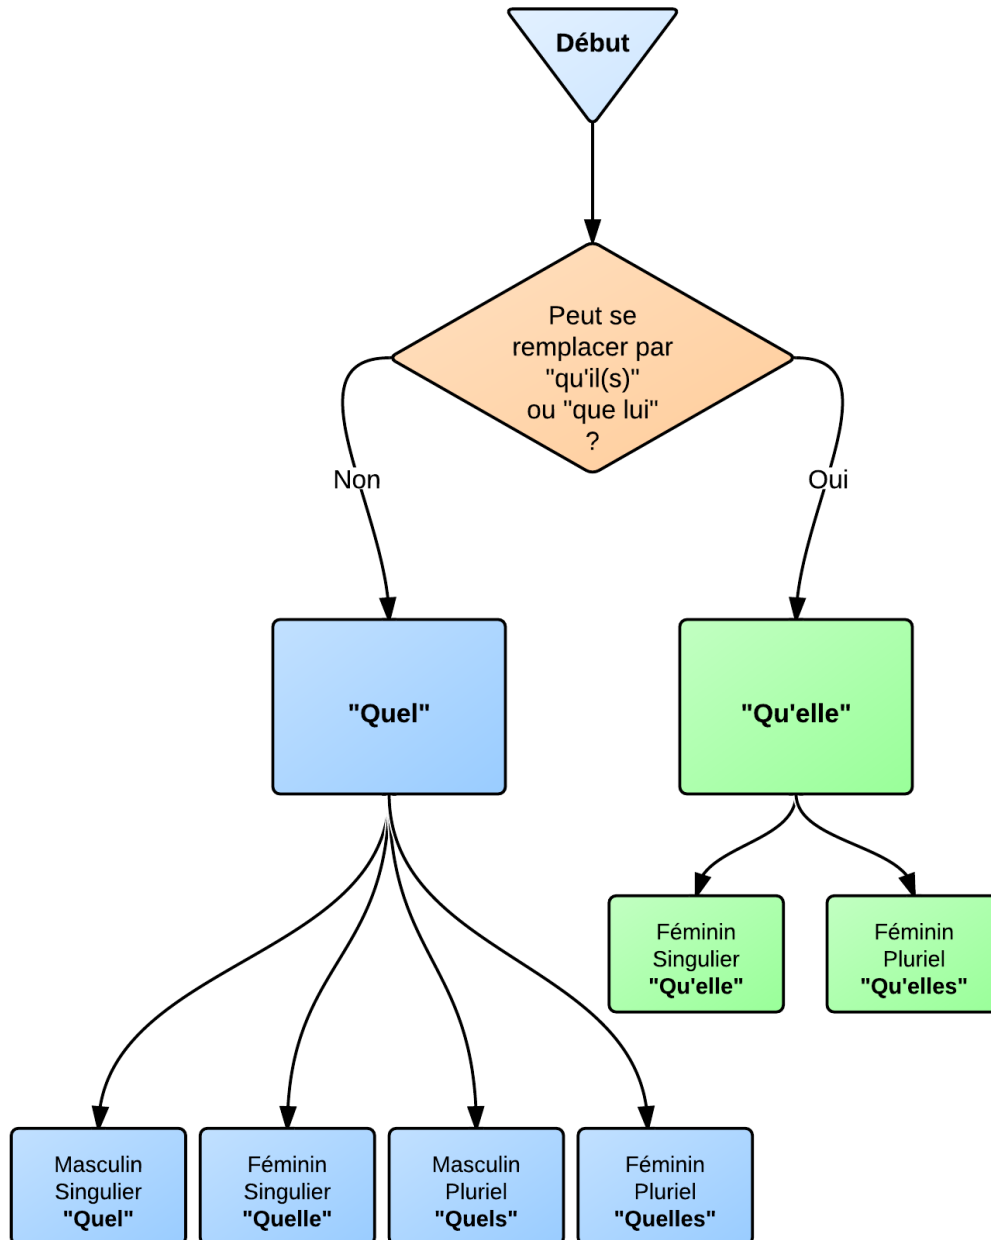 Début
Peut se
remplacer par
"qu'il(s)"
ou "que lui"
?
Non
Oui
"Quel"
"Qu'elle"
Féminin
Singulier
"Qu'elle"
Féminin
Pluriel
"Qu'elles"
Masculin
Singulier
"Quel"
Féminin
Singulier
"Quelle"
Masculin
Pluriel
"Quels"
Féminin
Pluriel
"Quelles"